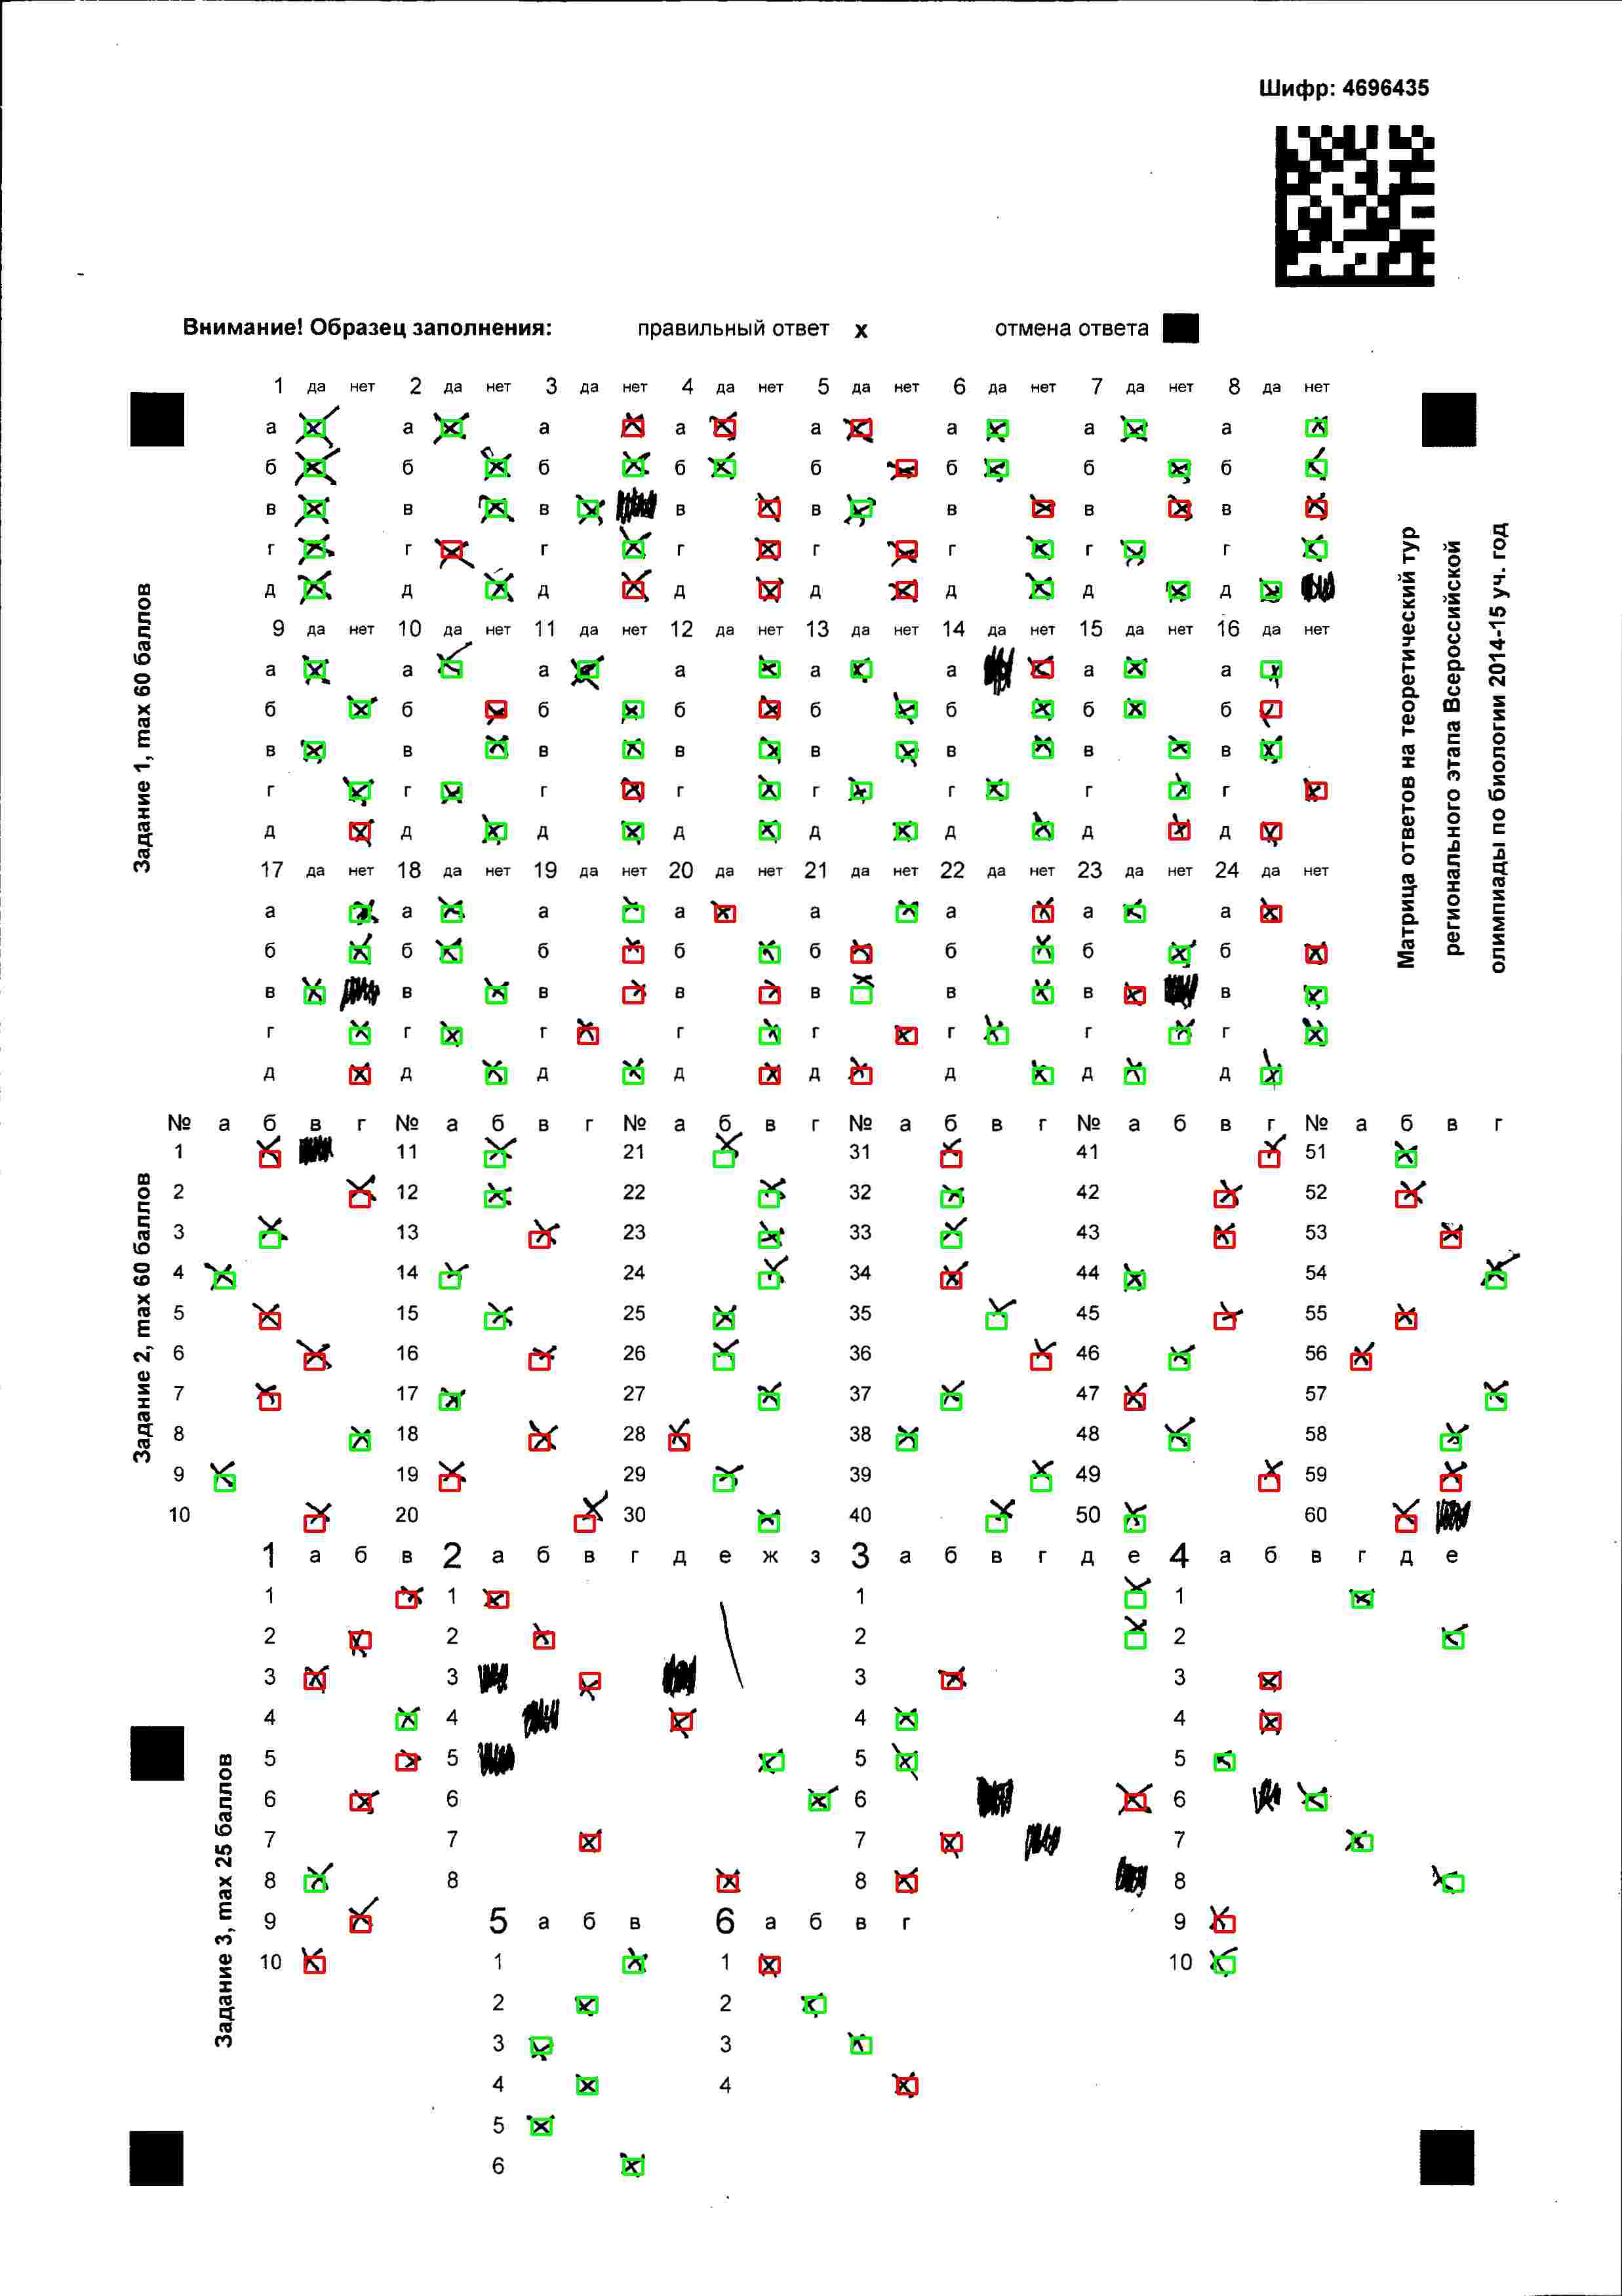 Шифр: 4696435
Внимание! Образец заполнения: правильный ответ x отмена ответа
1 да нет 2 да нет 3 да нет 4 да нет 5 да нет 6 да нет 7 да нет 8 да нет
а а а а а а а а
б б б б б б б б
в в в в в в в в
г г г г г г г г
д д д д д д д д
9 да нет 10 да нет 11 да нет 12 да нет 13 да нет 14 да нет 15 да нет 16 да нет
а а а а а а а а
б б б б б б б б
в в в в в в в в
г г г г г г г г
д д д д д д д д
17 да нет 18 да нет 19 да нет 20 да нет 21 да нет 22 да нет 23 да нет 24 да нет
а а а а а а а а
б б б б б б б б
в в в в в в в в
г г г г г г г г
д д д д д д д д
Задание 1, max 60 баллов
Матрица ответов на теоретический тур
регионального этапа Всероссийской
олимпиады по биологии 2014-15 уч. год
№ а б в г № а б в г № а б в г № а б в г № а б в г № а б в г
1 11 21 31 41 51
2 12 22 32 42 52
3 13 23 33 43 53
4 14 24 34 44 54
5 15 25 35 45 55
6 16 26 36 46 56
7 17 27 37 47 57
8 18 28 38 48 58
9 19 29 39 49 59
10 20 30 40 50 60
Задание 2, max 60 баллов
1 а б в 2 а б в г д е ж з 3 а б в г д е 4 а б в г д е
1 1 1 1
2 2 2 2
3 3 3 3
4 4 4 4
5 5 5 5
6 6 6 6
7 7 7 7
8 8 8 8
9 5 а б в 6 а б в г 9
10 1 1 10
2 2
3 3
4 4
5
6
Задание 3, max 25 баллов